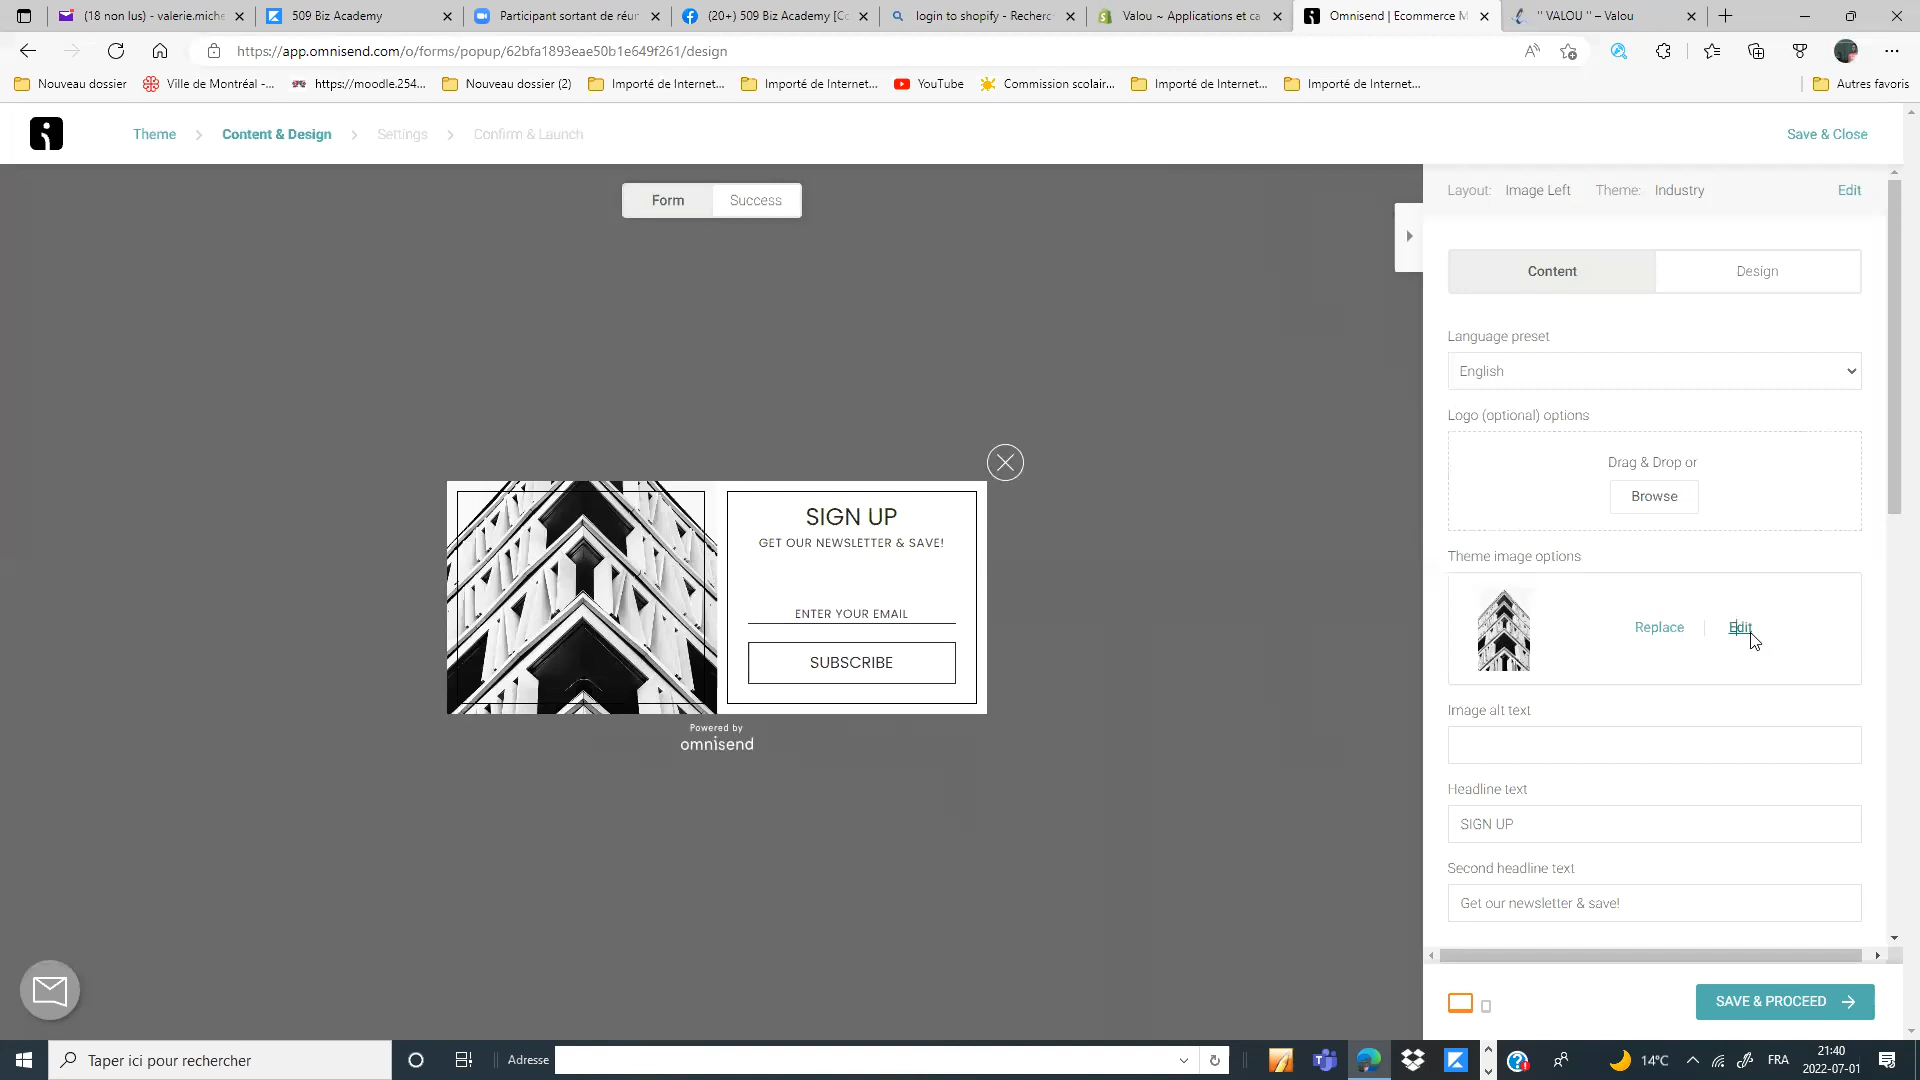 (18 non lus) - valerie.miche
509 Biz Academy
Participant sortant de réur
(20+) 509 Biz Academy [Co
login to shopify - Recherc
Valou ~ Applications et ca
Omnisend | Ecommerce M
" VALOU " – Valou
https://app.omnisend.com/o/forms/popup/62bfa1893eae50b1e649f261/design
Nouveau dossier
Ville de Montréal -...
https://moodle.254...
Nouveau dossier (2)
Importé de Internet...
Importé de Internet...
YouTube
Commission scolair...
Importé de Internet...
Importé de Internet...
Autres favoris
Theme
Content & Design
Settings
Confirm & Launch
Save & Close
Form
Success
Layout: Image Left Theme: Industry
Edit
Content
Design
Language preset
English
Logo (optional) options
Drag & Drop or
Browse
Theme image options
Replace
Edit
Image alt text
Headline text
SIGN UP
Second headline text
Get our newsletter & save!
SIGN UP
GET OUR NEWSLETTER & SAVE!
ENTER YOUR EMAIL
SUBSCRIBE
Powered by
omnisend
SAVE & PROCEED
Taper ici pour rechercher
Adresse
14°C
FRA
21:40
2022-07-01